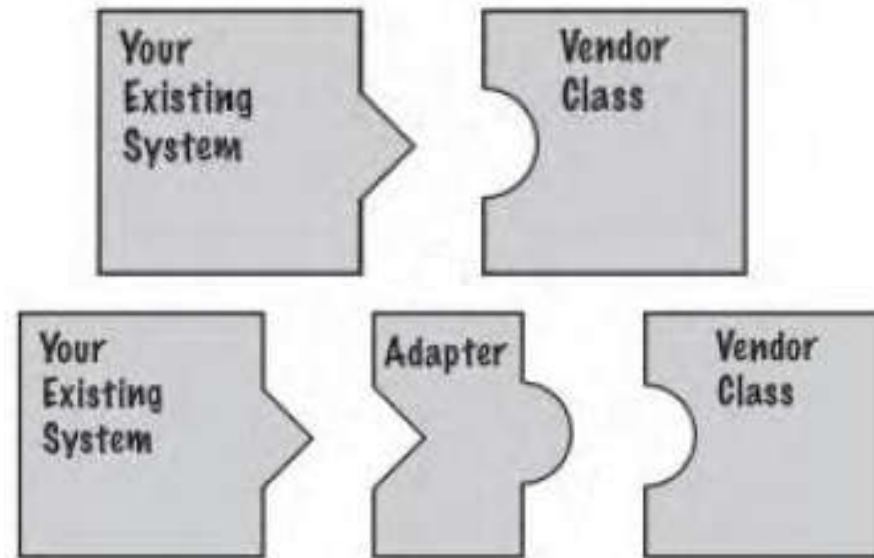 Your
Existing
System
Vendor
Class
Your
Existing
System
Adapter
Vendor
Class